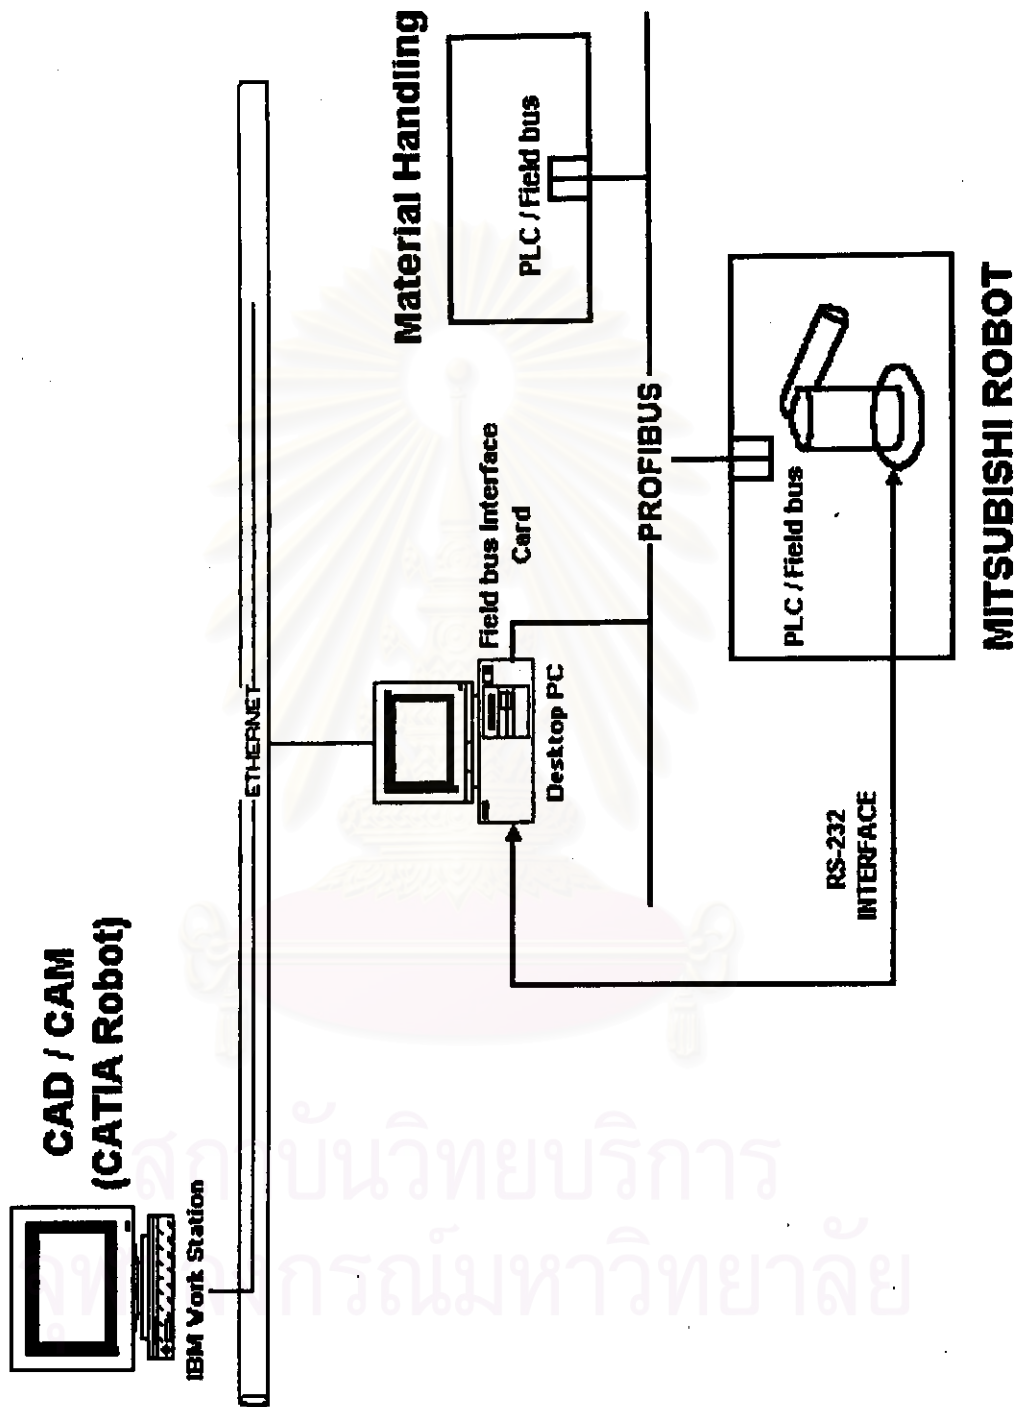 CAD / CAM
(CATIA Robot)
IBM Work Station
ETHERNET
Field bus Interface
Card
Desktop PC
Material Handling
PLC / Field bus
PROFIBUS
PLC / Field bus
RS-232
INTERFACE
MITSUBISHI ROBOT
สถาบันวิทยบริการ
จุฬาลงกรณ์มหาวิทยาลัย